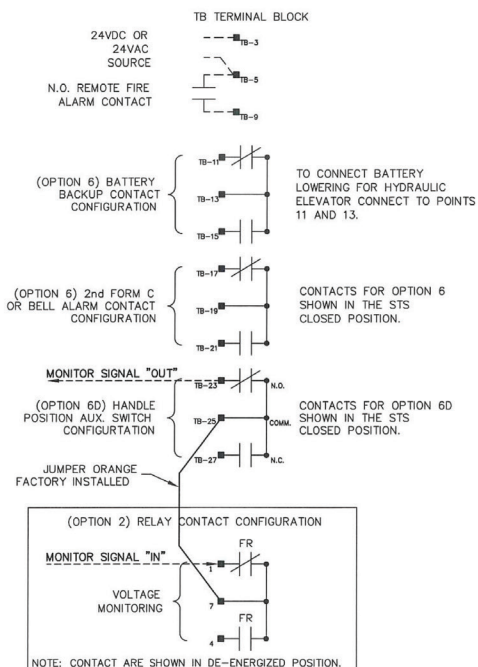 TB TERMINAL BLOCK
24VDC OR
24VAC
SOURCE
TB-3
TB-5
N.O. REMOTE FIRE
ALARM CONTACT
TB-9
(OPTION 6) BATTERY
BACKUP CONTACT
CONFIGURATION
TB-11
TB-13
TB-15
TO CONNECT BATTERY
LOWERING FOR HYDRAULIC
ELEVATOR CONNECT TO POINTS
11 AND 13.
(OPTION 6) 2nd FORM C
OR BELL ALARM CONTACT
CONFIGURATION
TB-17
TB-19
TB-21
CONTACTS FOR OPTION 6
SHOWN IN THE STS
CLOSED POSITION.
MONITOR SIGNAL "OUT"
TB-23
N.O.
(OPTION 6D) HANDLE
POSITION AUX. SWITCH
CONFIGURTATION
TB-25
COMM.
TB-27
N.C.
CONTACTS FOR OPTION 6D
SHOWN IN THE STS
CLOSED POSITION.
JUMPER ORANGE
FACTORY INSTALLED
(OPTION 2) RELAY CONTACT CONFIGURATION
MONITOR SIGNAL "IN"
FR
1
VOLTAGE
MONITORING
7
FR
4
NOTE: CONTACT ARE SHOWN IN DE-ENERGIZED POSITION.